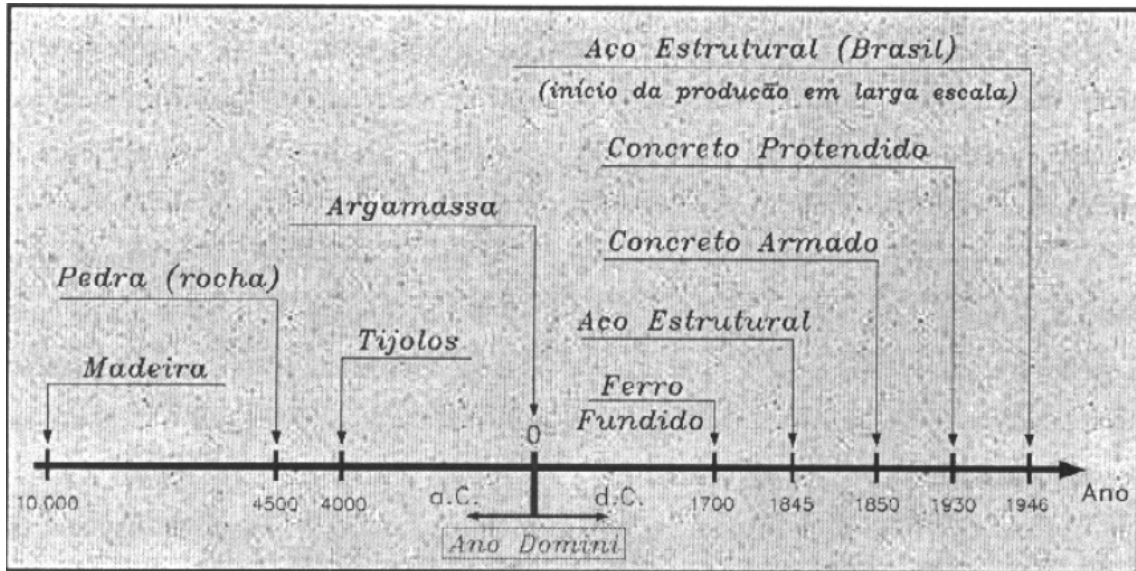 Aço Estrutural (Brasil)
(início da produção em larga escala)
Concreto Protendido
Argamassa
Concreto Armado
Pedra (rocha)
Aço Estrutural
Tijolos
Madeira
Ferro
Fundido
0
10.000
4500
4000
a.C.
d.C.
1700
1845
1850
1930
1946
Ano
Ano Domini